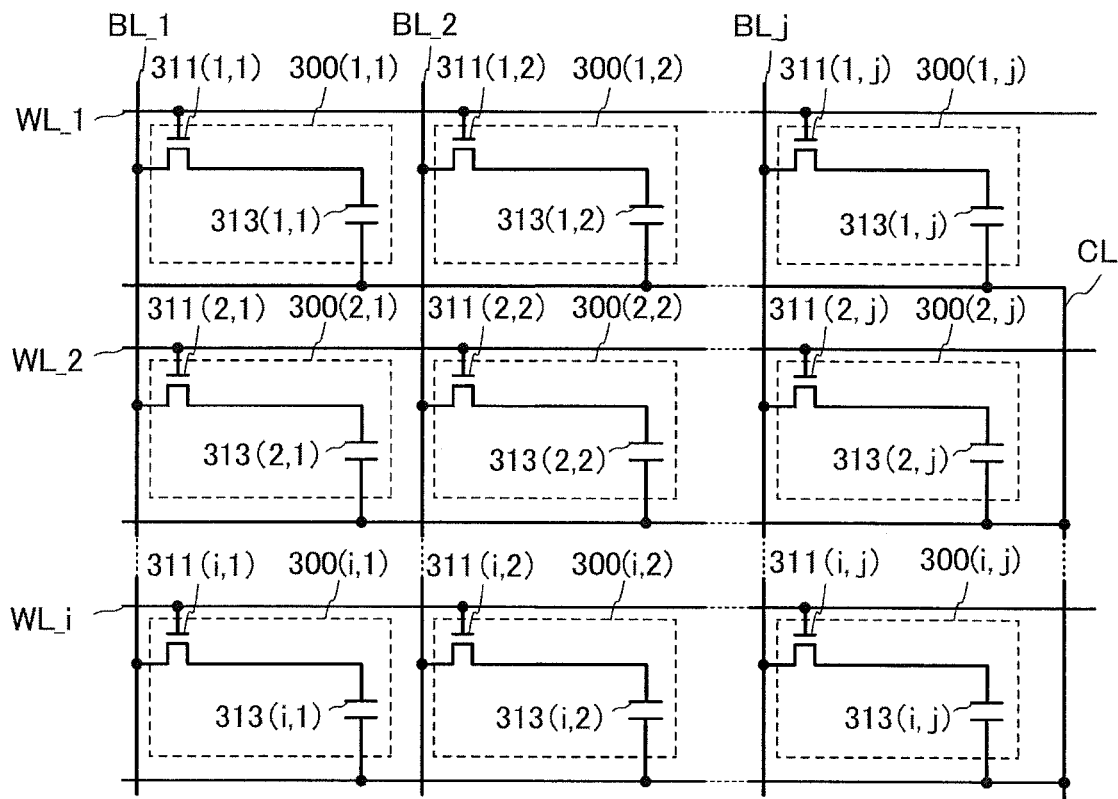 BL_1 BL_2 BL_j
311(1,1) 300(1,1) 311(1,2) 300(1,2) 311(1, j) 300(1, j)
WL_1
313(1,1) 313(1,2) 313(1, j)
CL
311(2,1) 300(2,1) 311(2,2) 300(2,2) 311(2, j) 300(2, j)
WL_2
313(2,1) 313(2,2) 313(2, j)
311(i,1) 300(i,1) 311(i,2) 300(i,2) 311(i, j) 300(i, j)
WL_i
313(i,1) 313(i,2) 313(i, j)